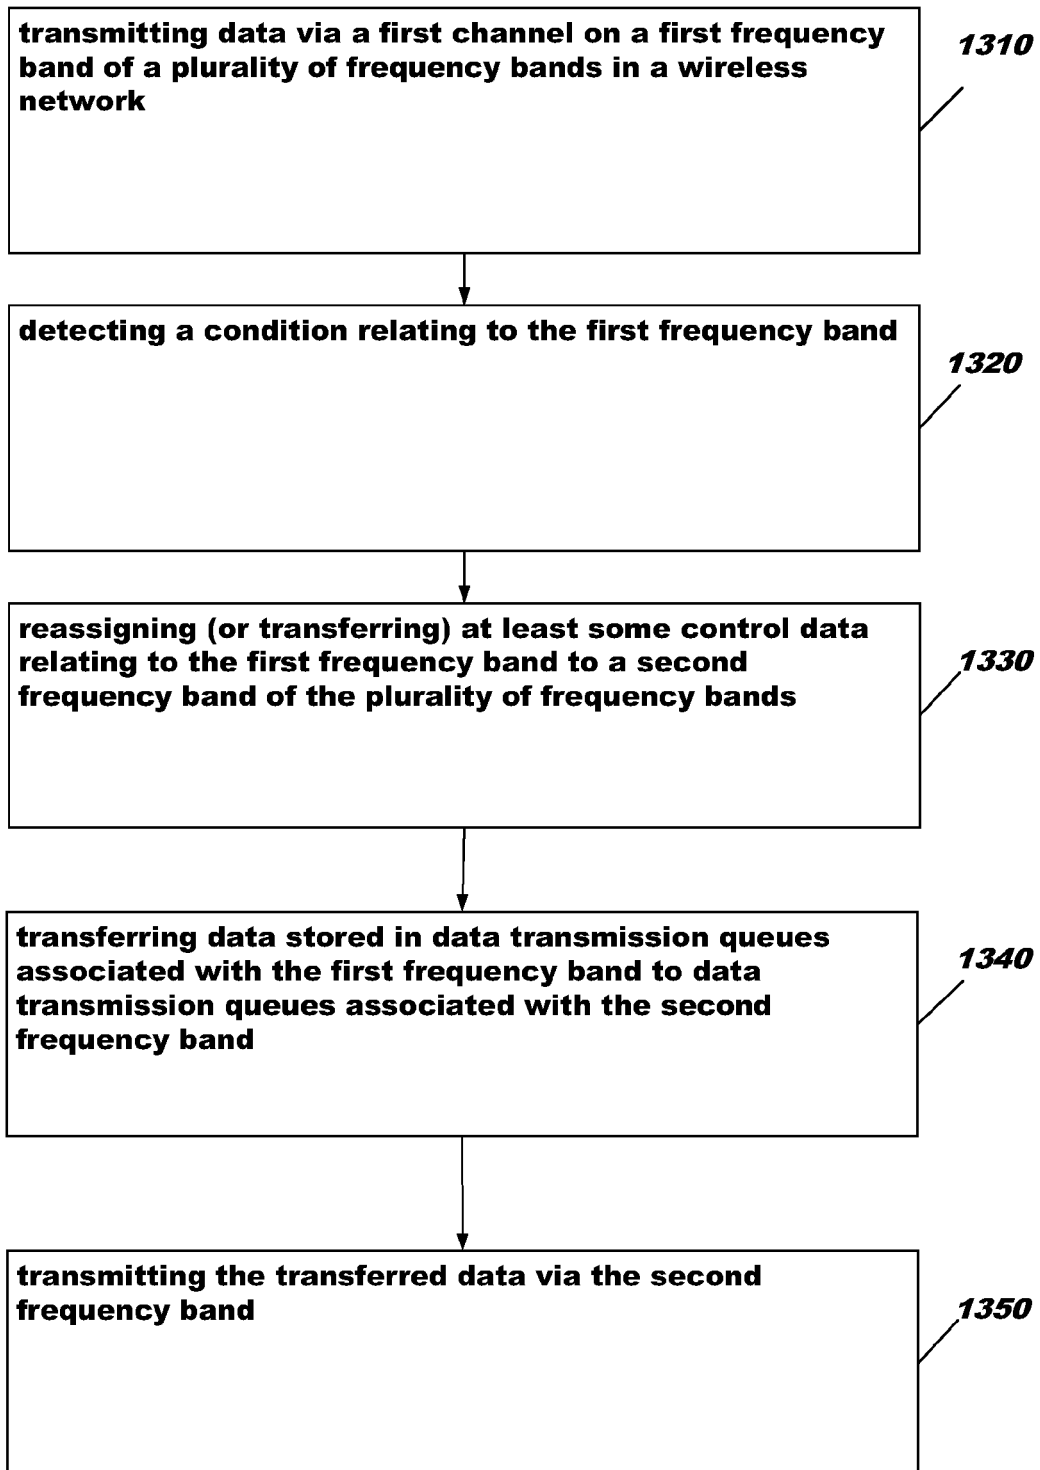 transmitting data via a first channel on a first frequency
band of a plurality of frequency bands in a wireless
network
1310
detecting a condition relating to the first frequency band
1320
reassigning (or transferring) at least some control data
relating to the first frequency band to a second
frequency band of the plurality of frequency bands
1330
transferring data stored in data transmission queues
associated with the first frequency band to data
transmission queues associated with the second
frequency band
1340
transmitting the transferred data via the second
frequency band
1350